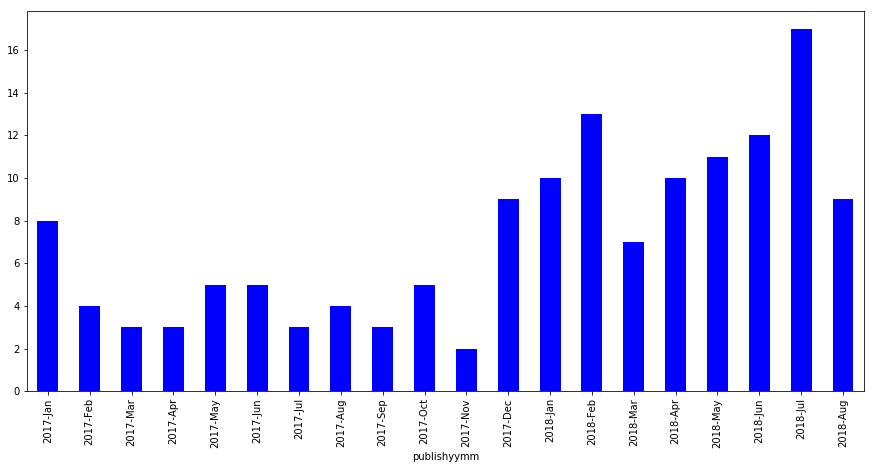 16
14
12
10
8
6
4
2
0
2017-Jan
2017-Feb
2017-Mar
2017-Apr
2017-May
2017-Jun
2017-Jul
2017-Aug
2017-Sep
2017-Oct
2017-Nov
2017-Dec
2018-Jan
2018-Feb
2018-Mar
2018-Apr
2018-May
2018-Jun
2018-Jul
2018-Aug
publishyymm